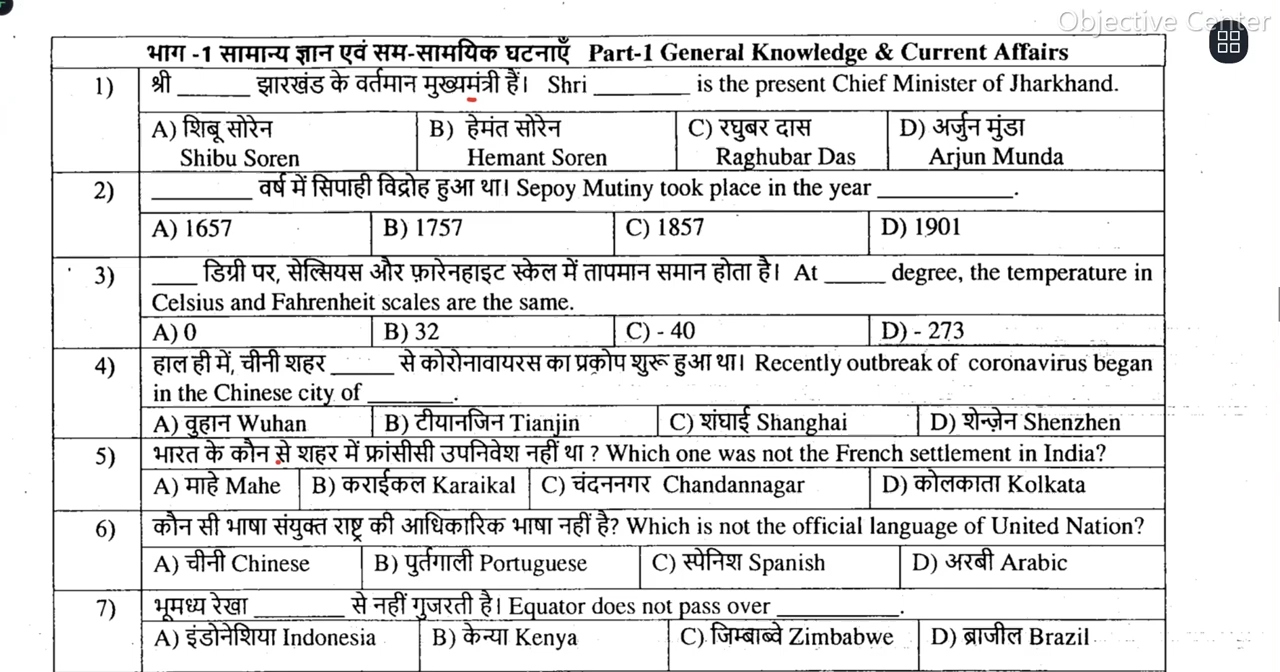 Objective Center
भाग -1 सामान्य ज्ञान एवं सम-सामयिक घटनाएँ Part-1 General Knowledge & Current Affairs
1) श्री ______ झारखंड के वर्तमान मुख्यमंत्री हैं। Shri ________ is the present Chief Minister of Jharkhand.
A) शिबू सोरेन B) हेमंत सोरेन C) रघुबर दास D) अर्जुन मुंडा
Shibu Soren Hemant Soren Raghubar Das Arjun Munda
2) ________ वर्ष में सिपाही विद्रोह हुआ था। Sepoy Mutiny took place in the year ___________.
A) 1657 B) 1757 C) 1857 D) 1901
3) ____ डिग्री पर, सेल्सियस और फ़ारेनहाइट स्केल में तापमान समान होता है। At _____ degree, the temperature in
Celsius and Fahrenheit scales are the same.
A) 0 B) 32 C) - 40 D) - 273
4) हाल ही में, चीनी शहर _____ से कोरोनावायरस का प्रकोप शुरू हुआ था। Recently outbreak of coronavirus began
in the Chinese city of _______.
A) वुहान Wuhan B) टीयानजिन Tianjin C) शंघाई Shanghai D) शेन्ज़ेन Shenzhen
5) भारत के कौन से शहर में फ्रांसीसी उपनिवेश नहीं था ? Which one was not the French settlement in India?
A) माहे Mahe B) कराईकल Karaikal C) चंदननगर Chandannagar D) कोलकाता Kolkata
6) कौन सी भाषा संयुक्त राष्ट्र की आधिकारिक भाषा नहीं है? Which is not the official language of United Nation?
A) चीनी Chinese B) पुर्तगाली Portuguese C) स्पेनिश Spanish D) अरबी Arabic
7) भूमध्य रेखा _______ से नहीं गुजरती है। Equator does not pass over __________.
A) इंडोनेशिया Indonesia B) केन्या Kenya C) जिम्बाब्वे Zimbabwe D) ब्राजील Brazil